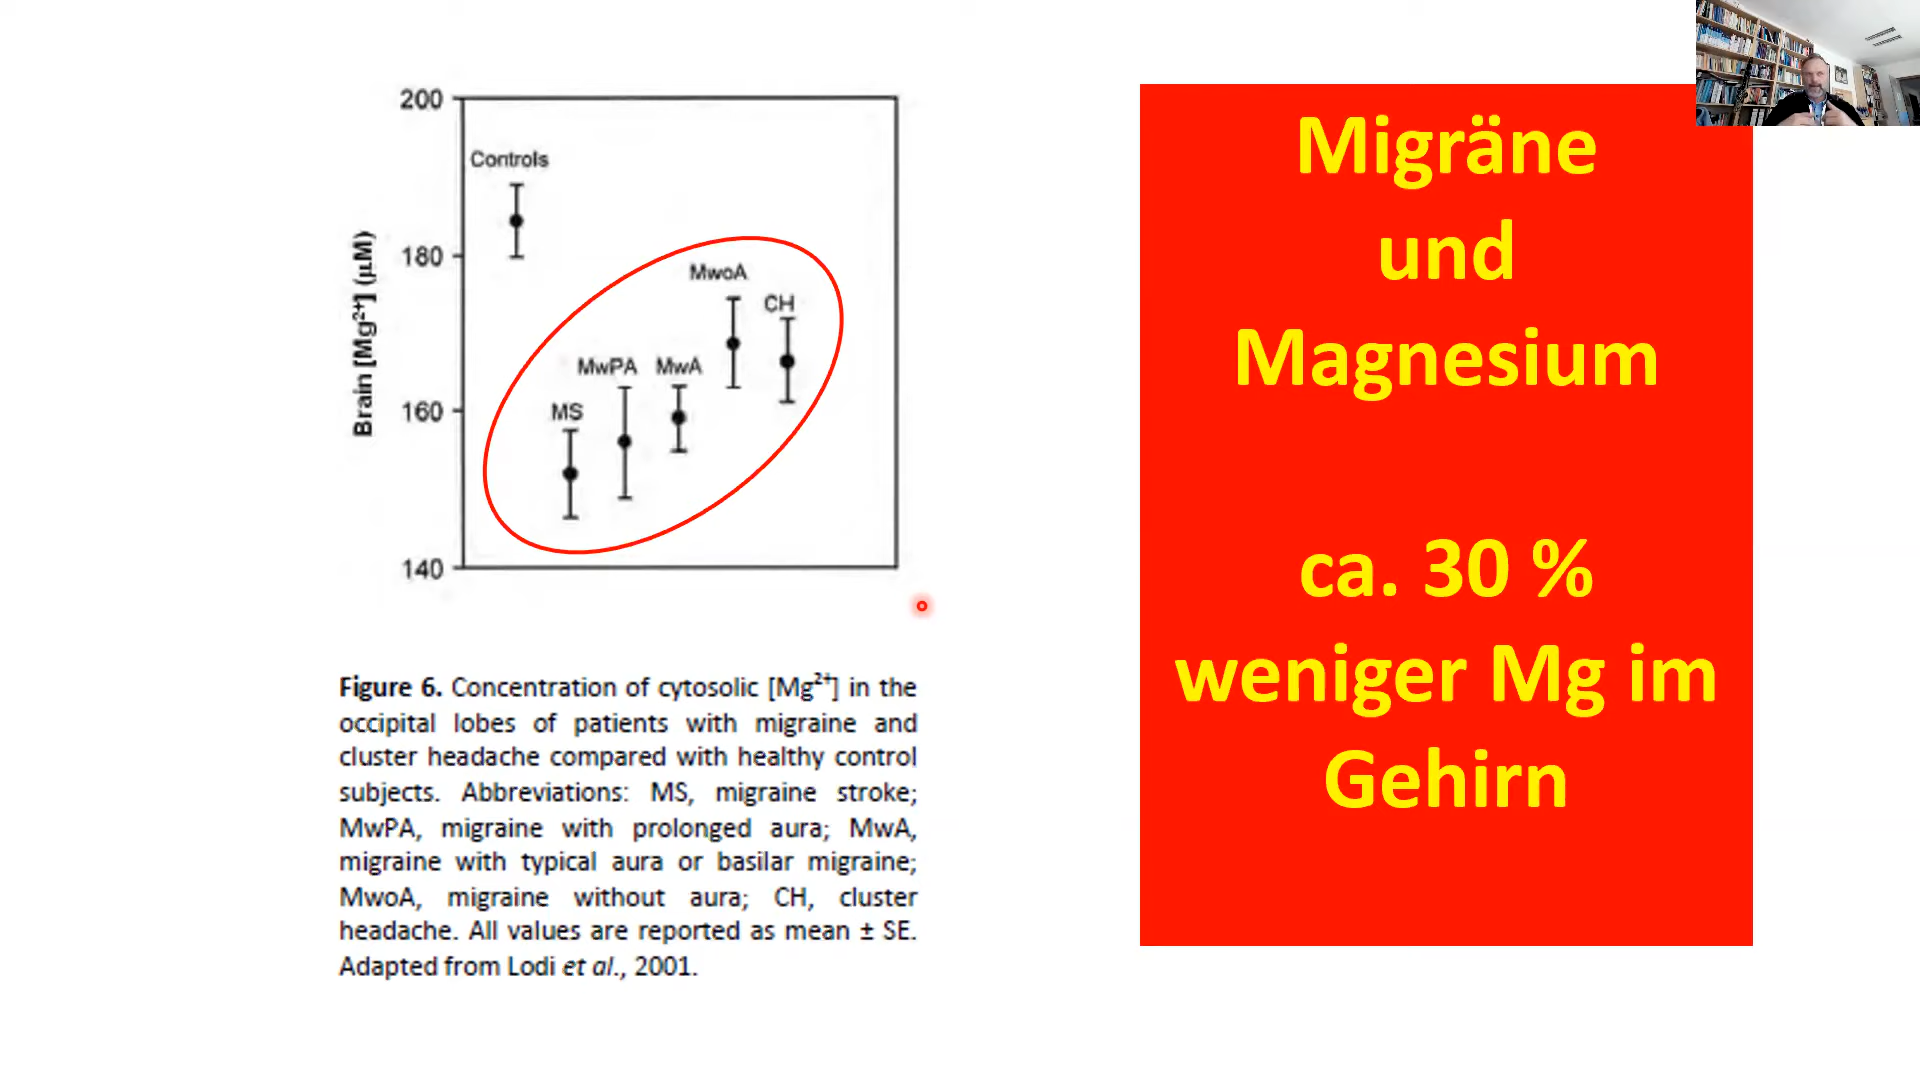 200
Controls
180
MwoA
CH
MwPA MwA
160
MS
140
Brain [Mg²⁺] (µM)
Figure 6. Concentration of cytosolic [Mg²⁺] in the
occipital lobes of patients with migraine and
cluster headache compared with healthy control
subjects. Abbreviations: MS, migraine stroke;
MwPA, migraine with prolonged aura; MwA,
migraine with typical aura or basilar migraine;
MwoA, migraine without aura; CH, cluster
headache. All values are reported as mean ± SE.
Adapted from Lodi et al., 2001.
Migräne
und
Magnesium
ca. 30 %
weniger Mg im
Gehirn